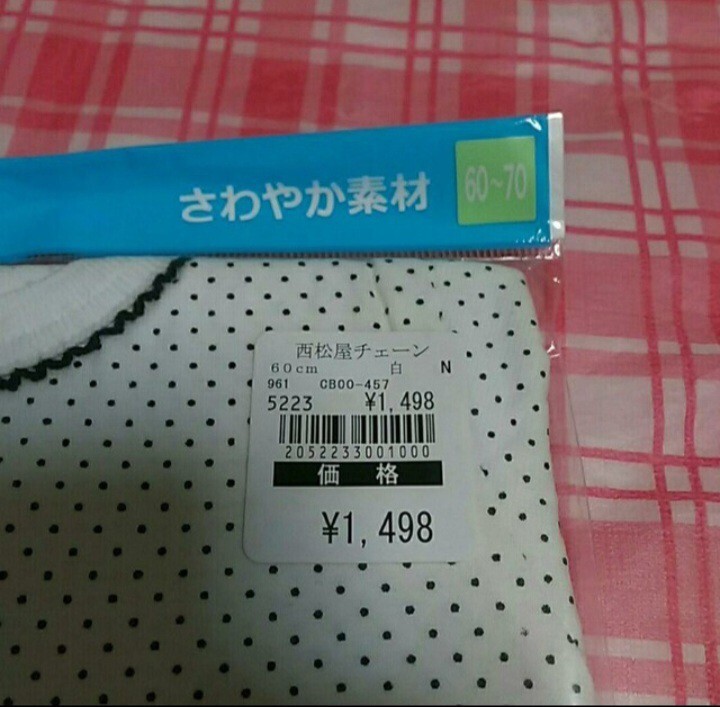 さわやか素材 60~70
西松屋チェーン
60cm 白 N
961 CB00-457
5223 ¥1,498
2052233001000
価格
¥1,498